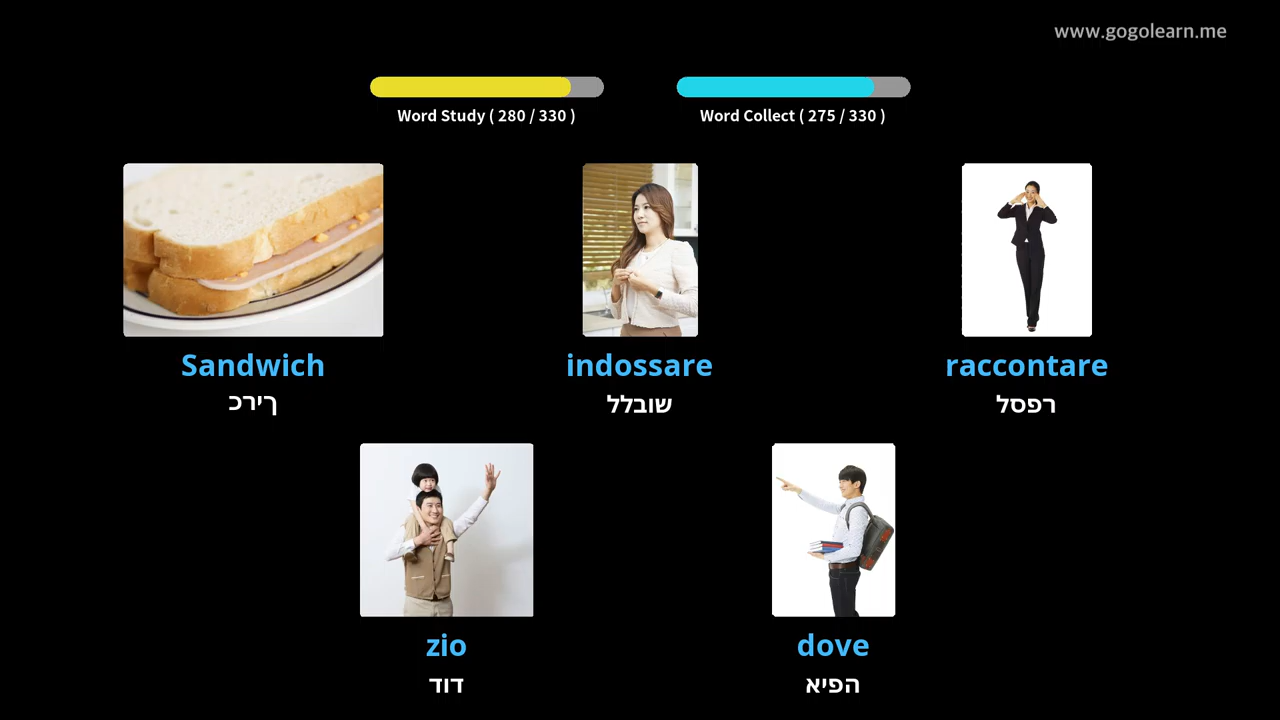 www.gogolearn.me
Word Study ( 280 / 330 )
Word Collect ( 275 / 330 )
Sandwich
ךירכ
indossare
שובלל
raccontare
רפסל
zio
דוד
dove
הפיא